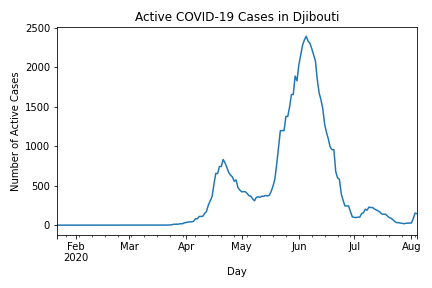 Active COVID-19 Cases in Djibouti
Number of Active Cases
2500
2000
1500
1000
500
0
Feb Mar Apr May Jun Jul Aug
2020
Day